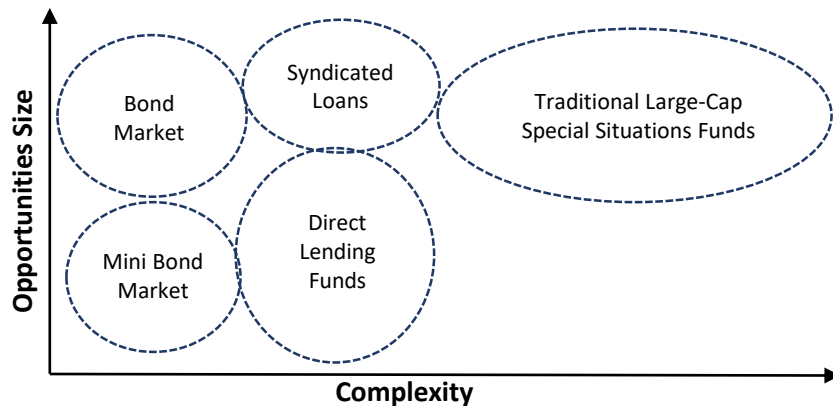 Opportunities Size
Bond
Market
Syndicated
Loans
Traditional Large-Cap
Special Situations Funds
Mini Bond
Market
Direct
Lending
Funds
Complexity